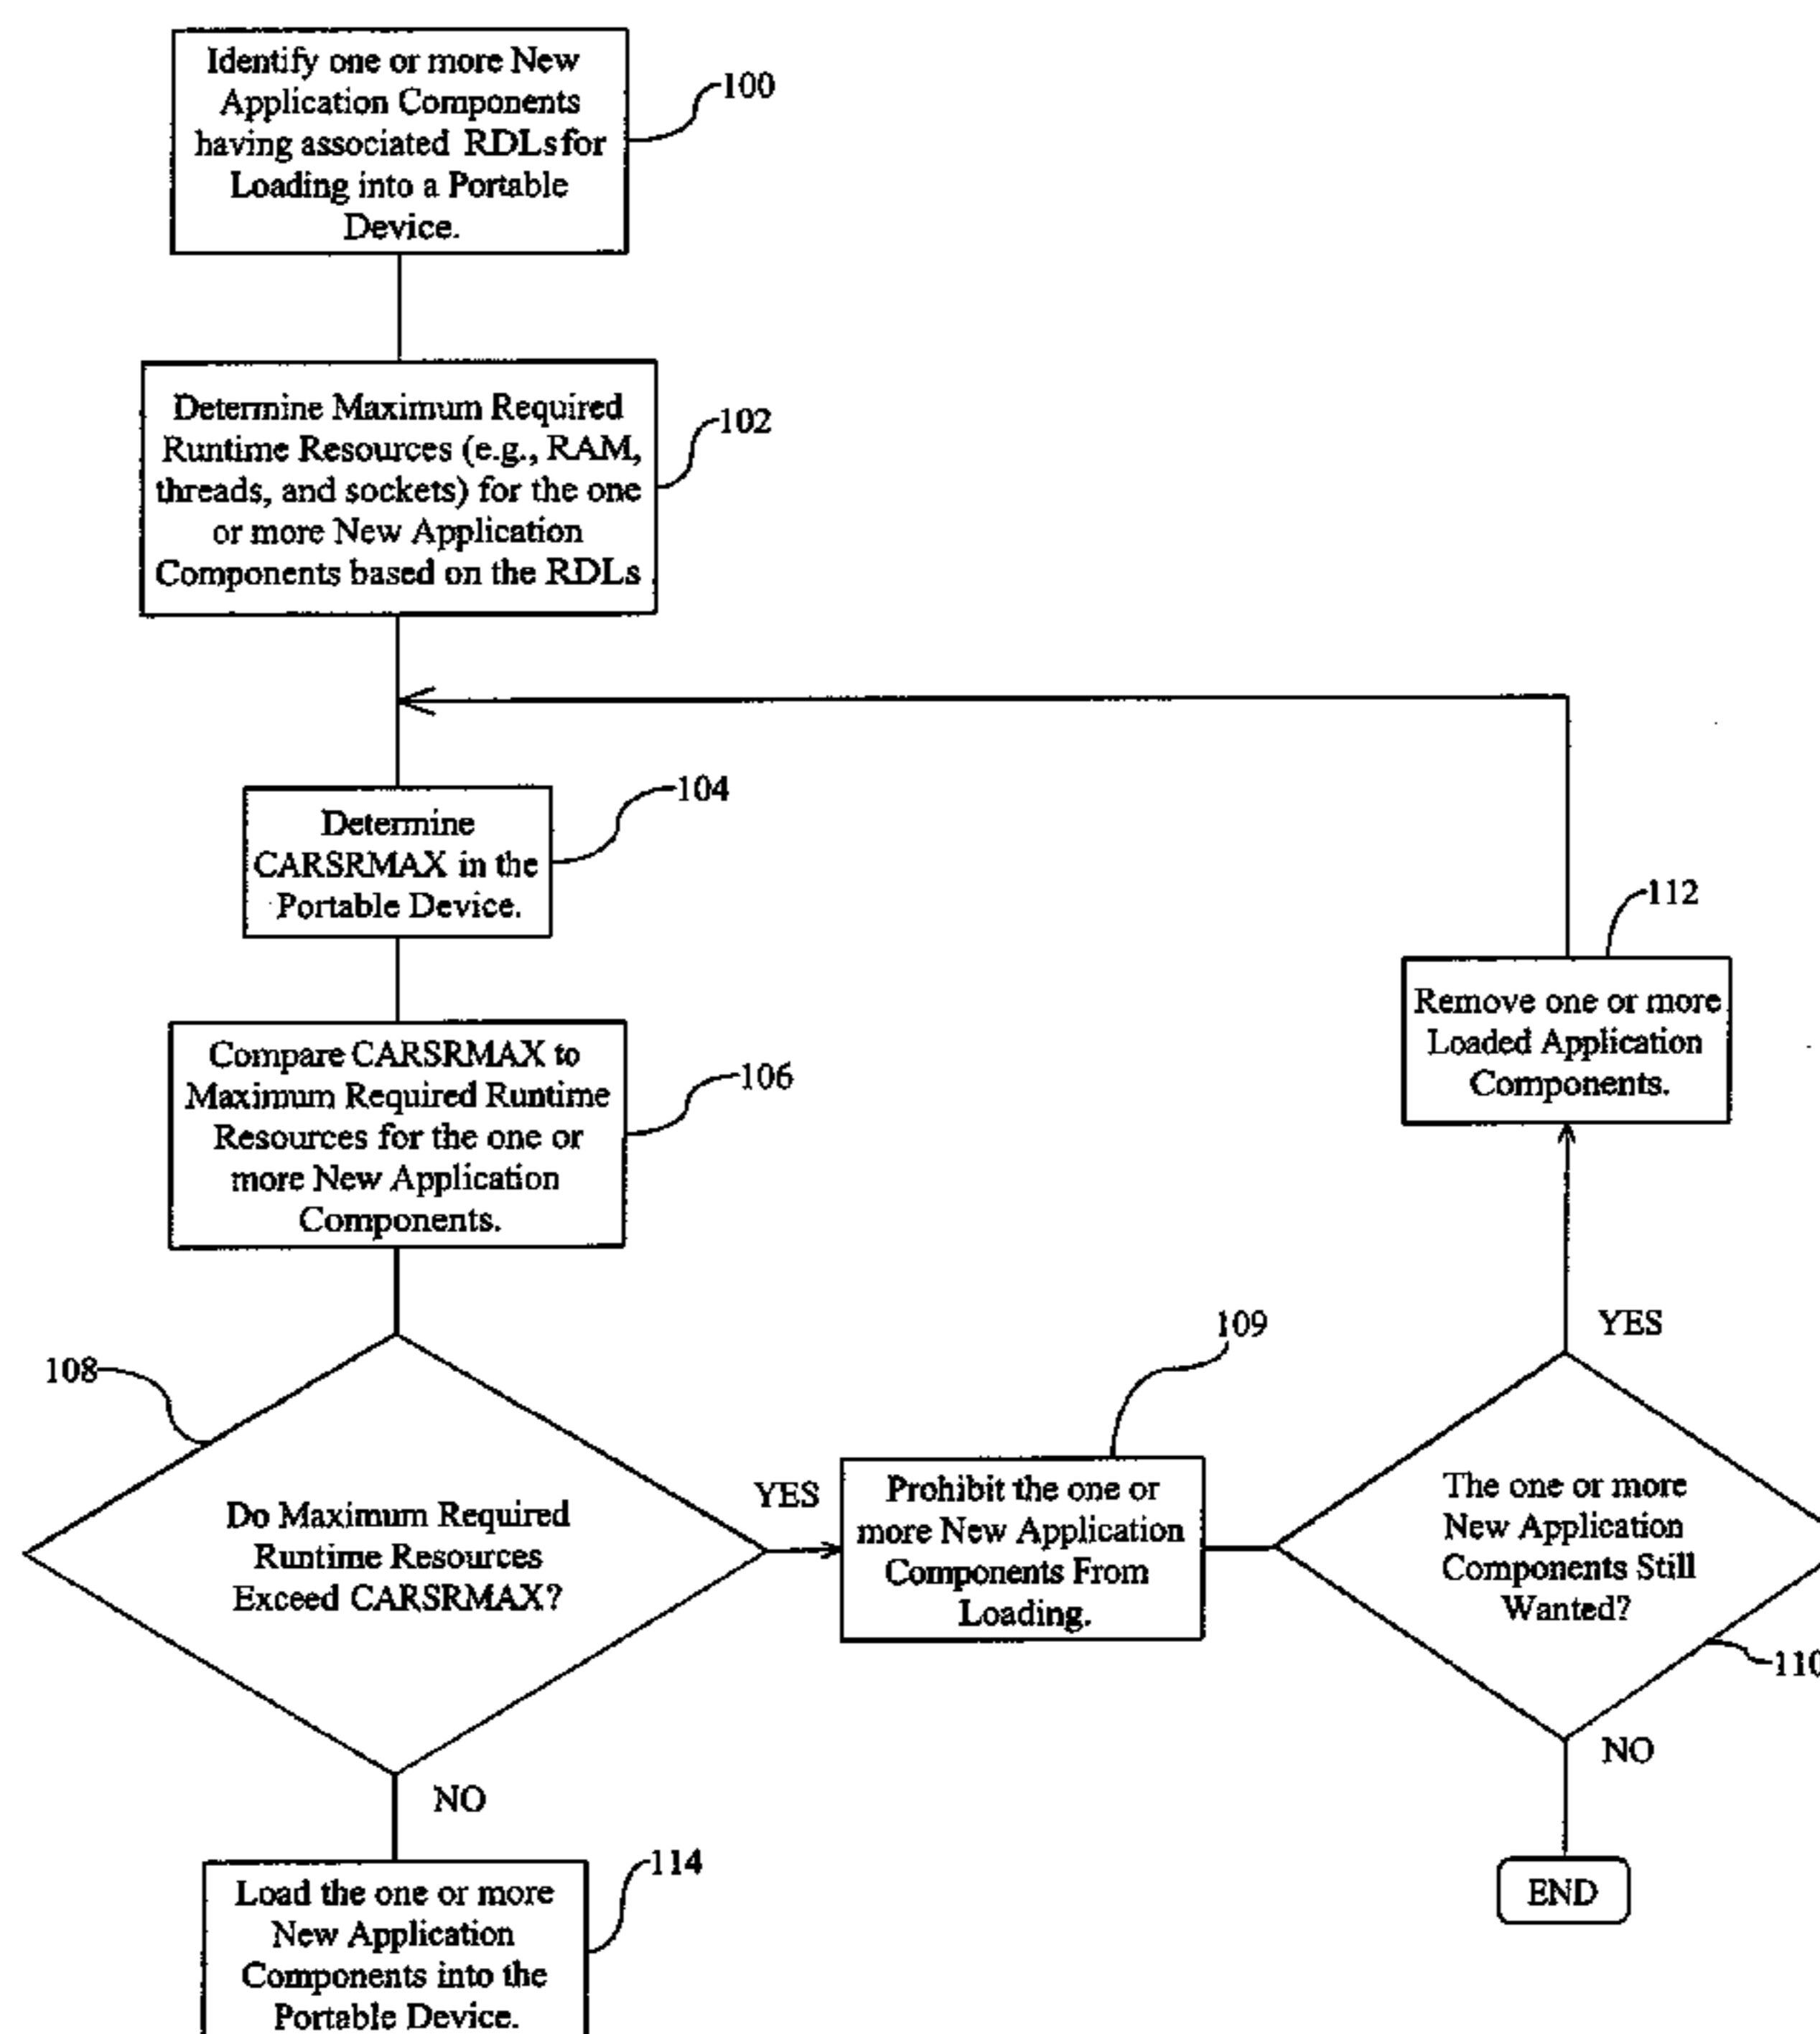 Identify one or more New
Application Components
having associated RDLsfor
Loading into a Portable
Device.
100
Determine Maximum Required
Runtime Resources (e.g., RAM,
threads, and sockets) for the one
or more New Application
Components based on the RDLs
102
Determine
CARSRMAX in the
Portable Device.
104
112
Remove one or more
Loaded Application
Components.
Compare CARSRMAX to
Maximum Required Runtime
Resources for the one or
more New Application
Components.
106
108
Do Maximum Required
Runtime Resources
Exceed CARSRMAX?
YES
109
Prohibit the one or
more New Application
Components From
Loading.
YES
The one or more
New Application
Components Still
Wanted?
110
NO
END
NO
114
Load the one or more
New Application
Components into the
Portable Device.